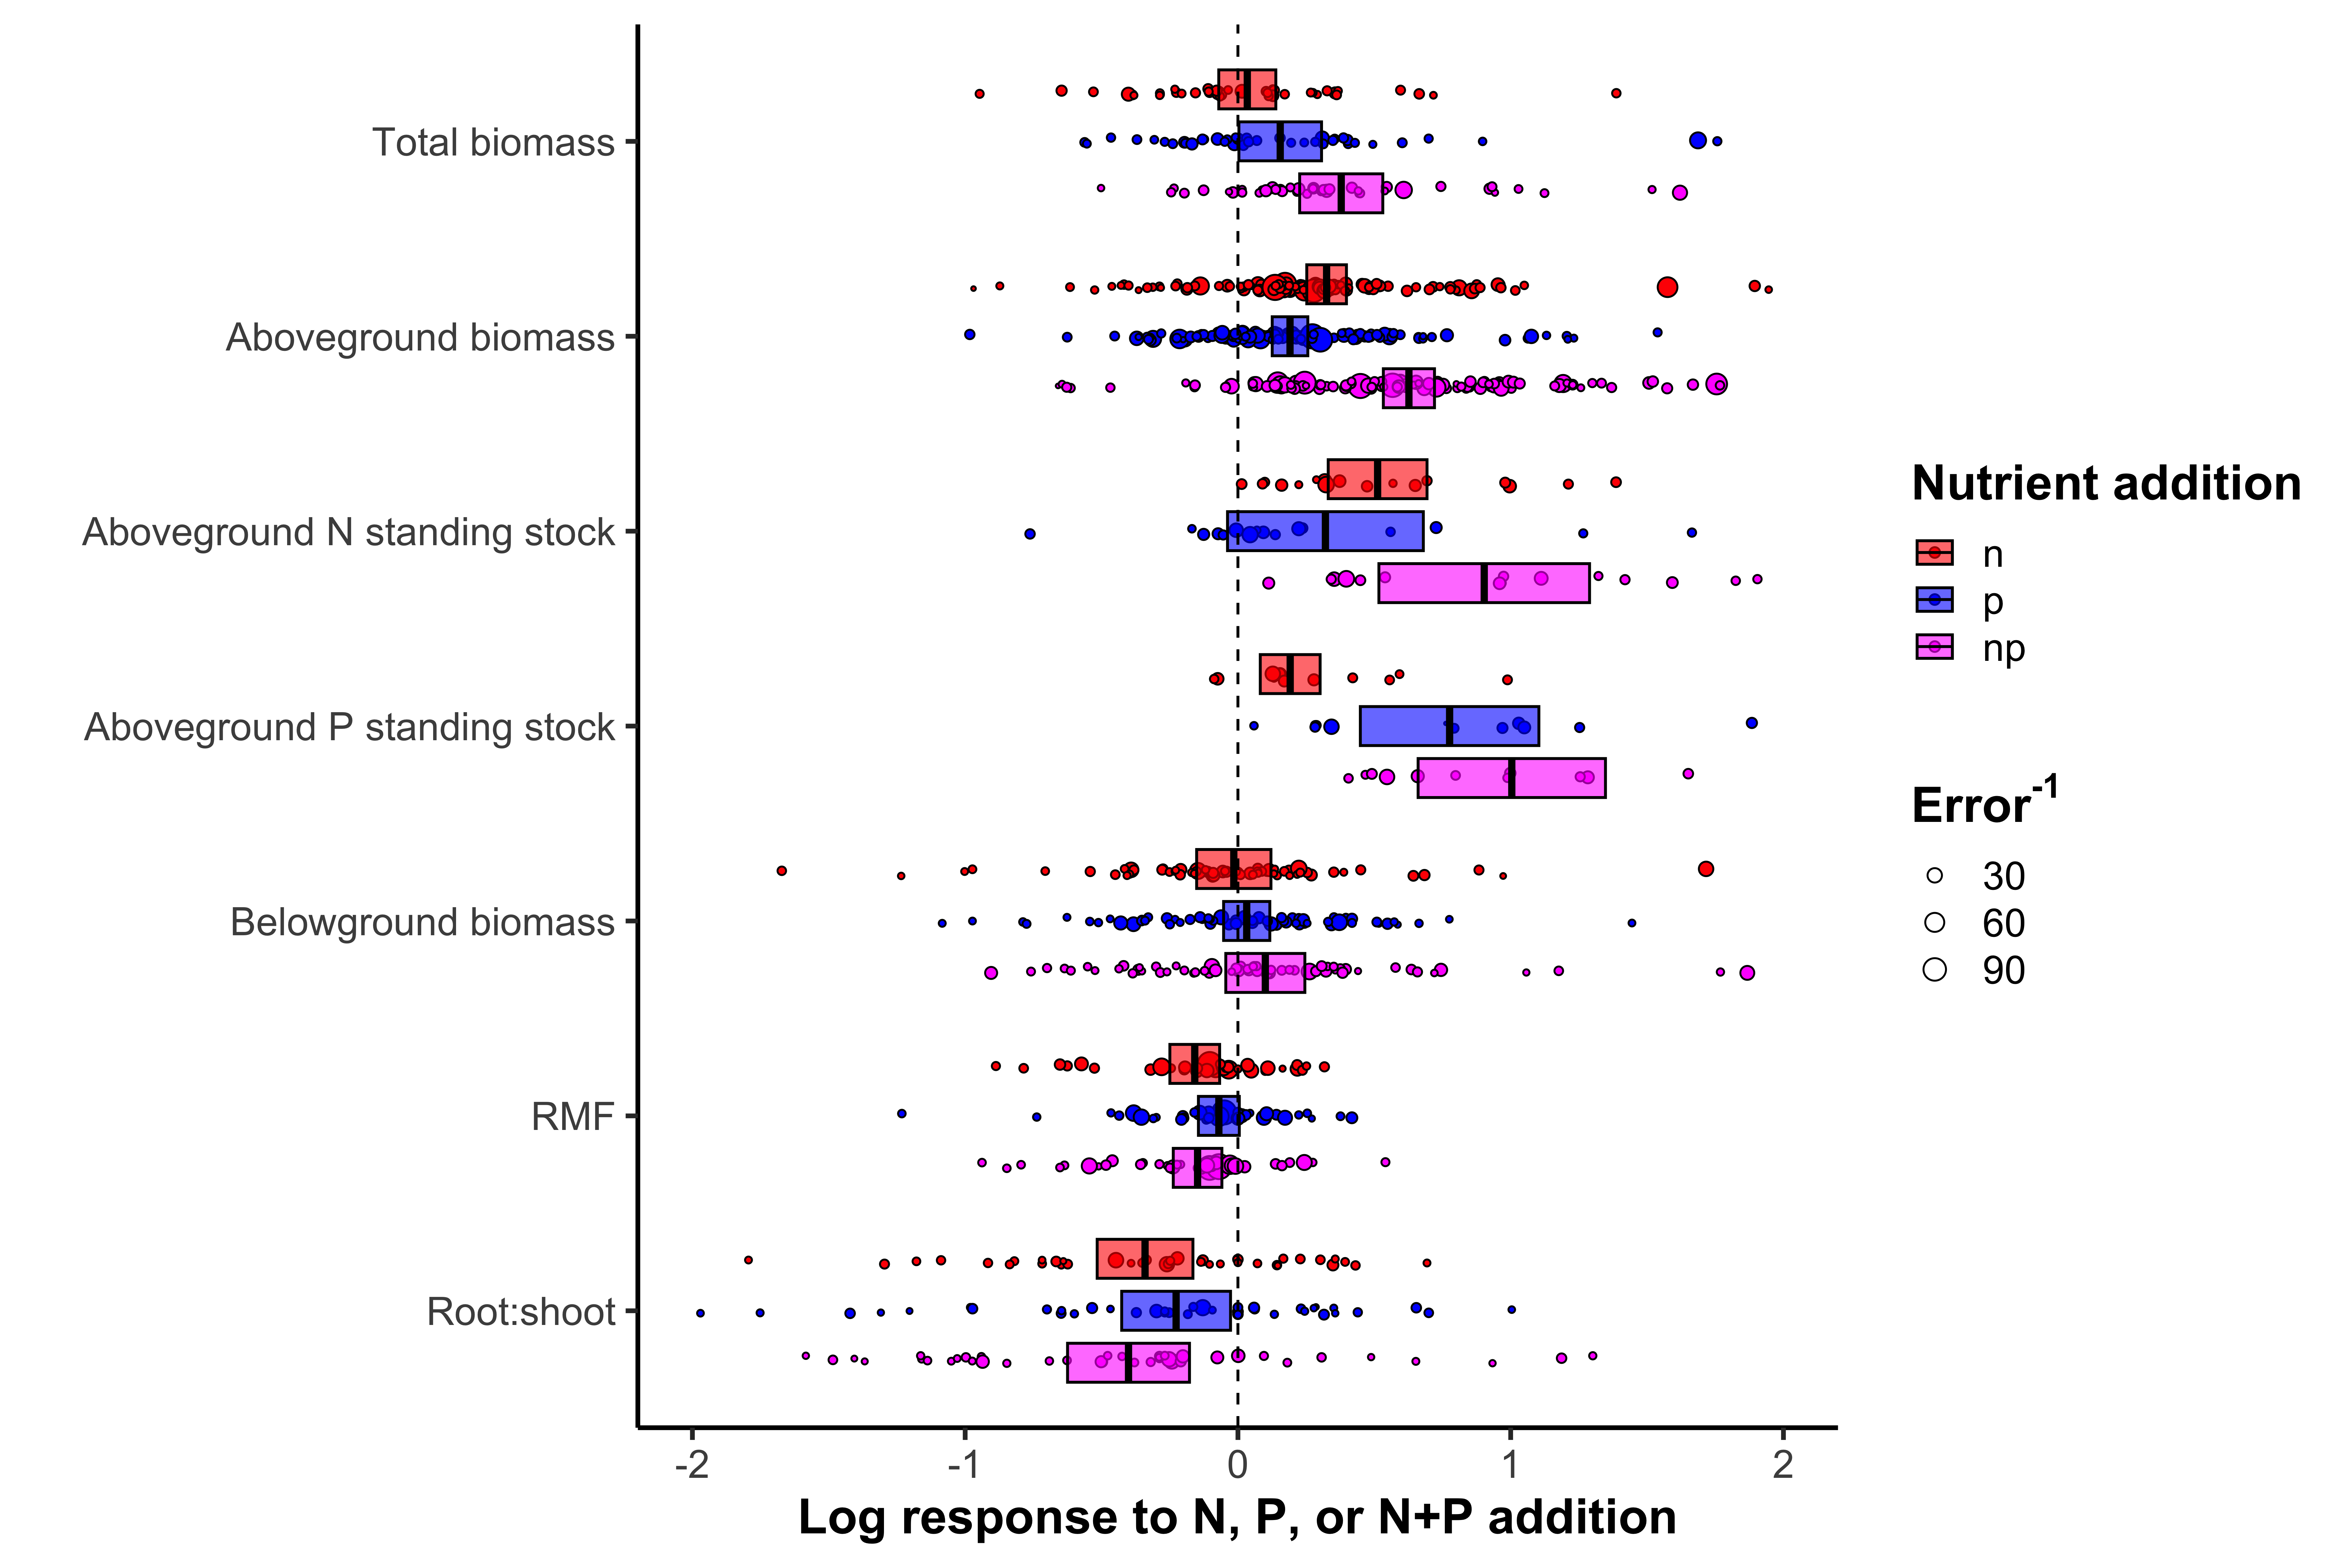 Total biomass
Aboveground biomass
Aboveground N standing stock
Aboveground P standing stock
Belowground biomass
RMF
Root:shoot
-2 -1 0 1 2
Log response to N, P, or N+P addition
Nutrient addition
n
p
np
Error⁻¹
30
60
90